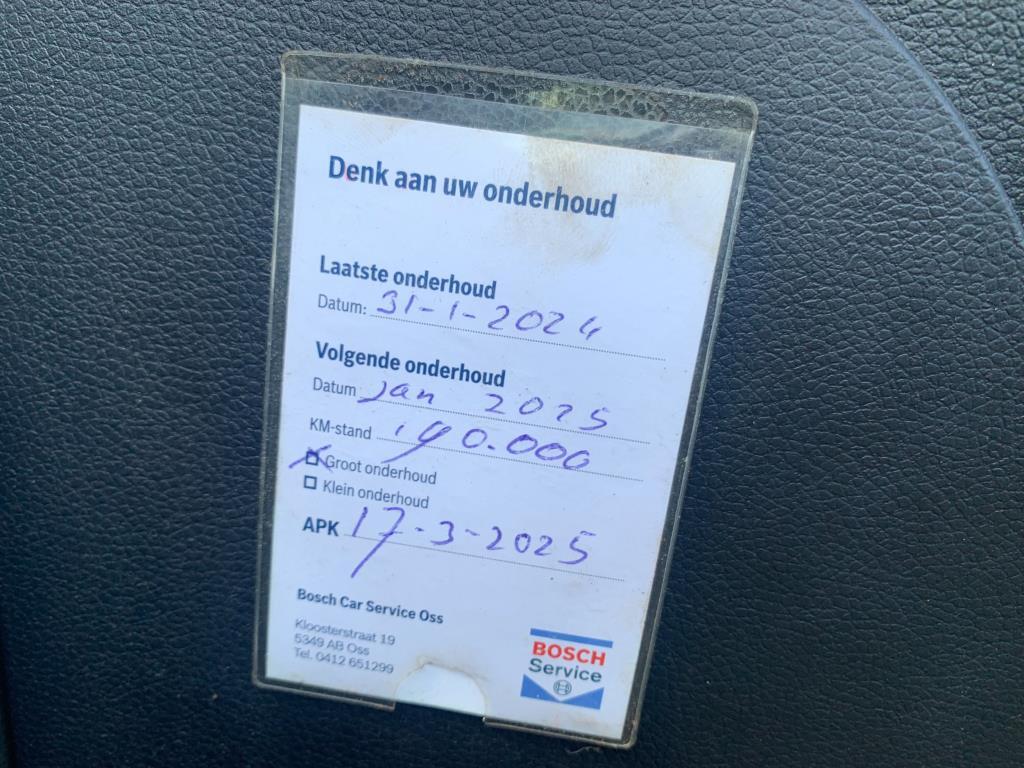 Denk aan uw onderhoud
Laatste onderhoud
Datum: 31-1-2024
Volgende onderhoud
Datum jan 2025
KM-stand 190.000
Groot onderhoud
Klein onderhoud
APK 17-3-2025
Bosch Car Service Oss
Kloosterstraat 19
5349 AB Oss
Tel. 0412 651299
BOSCH
Service